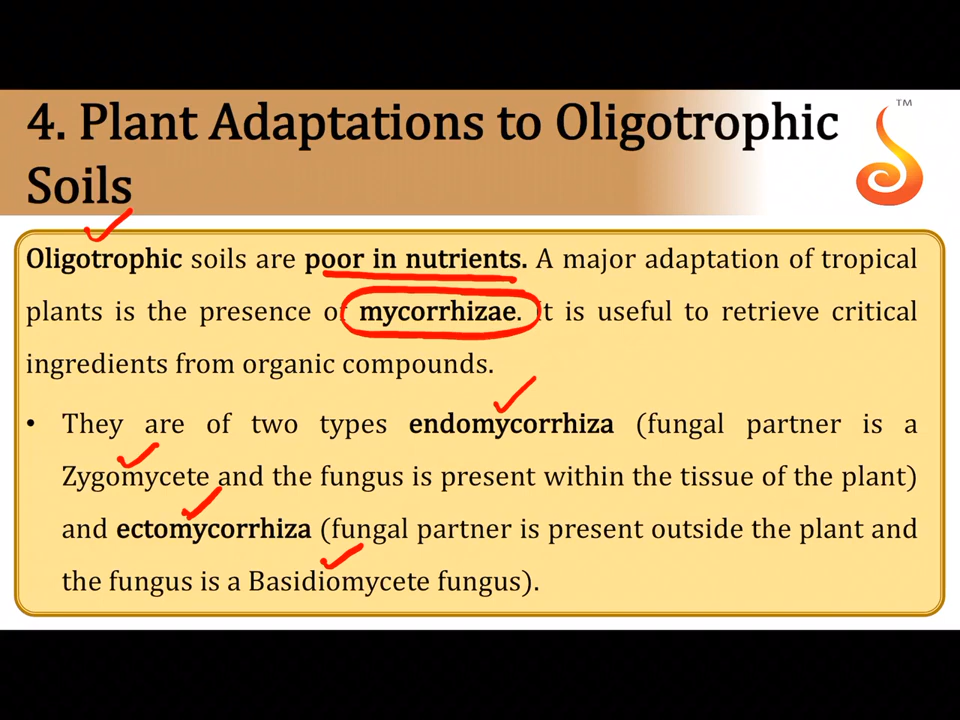 4. Plant Adaptations to Oligotrophic
Soils
TM
Oligotrophic soils are poor in nutrients. A major adaptation of tropical
plants is the presence of mycorrhizae. It is useful to retrieve critical
ingredients from organic compounds.
• They are of two types endomycorrhiza (fungal partner is a
Zygomycete and the fungus is present within the tissue of the plant)
and ectomycorrhiza (fungal partner is present outside the plant and
the fungus is a Basidiomycete fungus).